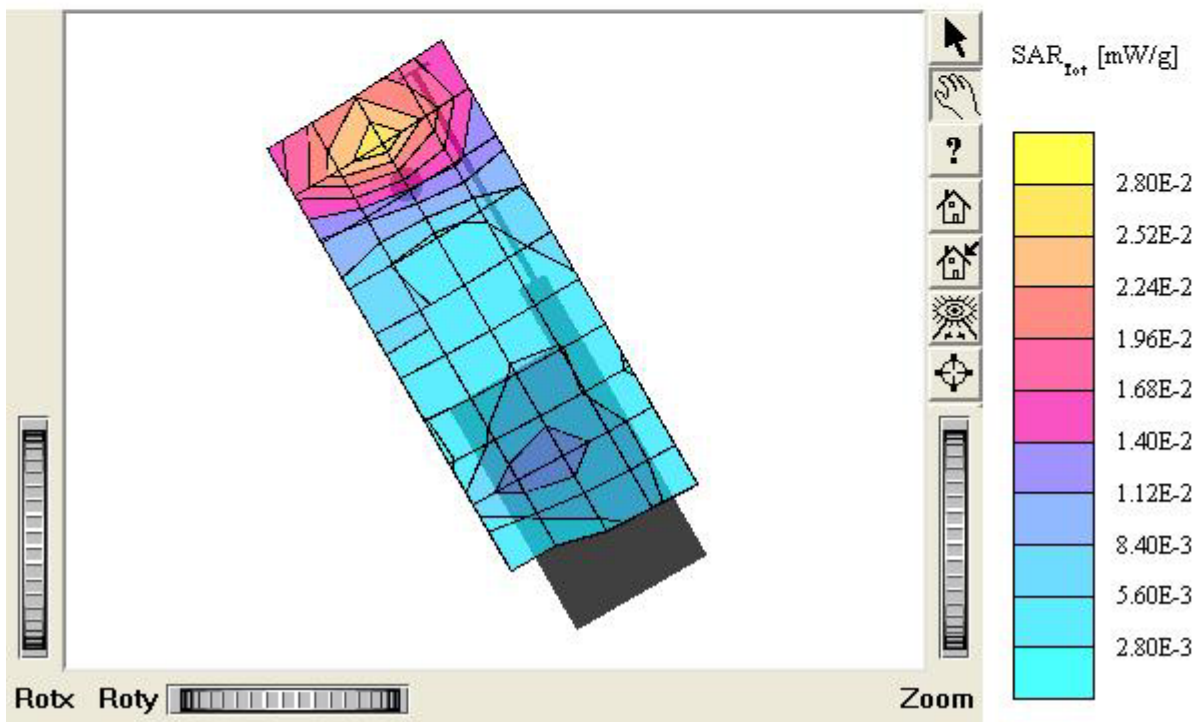 SAR_Tot [mW/g]
?
2.80E-2
2.52E-2
2.24E-2
1.96E-2
1.68E-2
1.40E-2
1.12E-2
8.40E-3
5.60E-3
2.80E-3
Rotx Roty Zoom